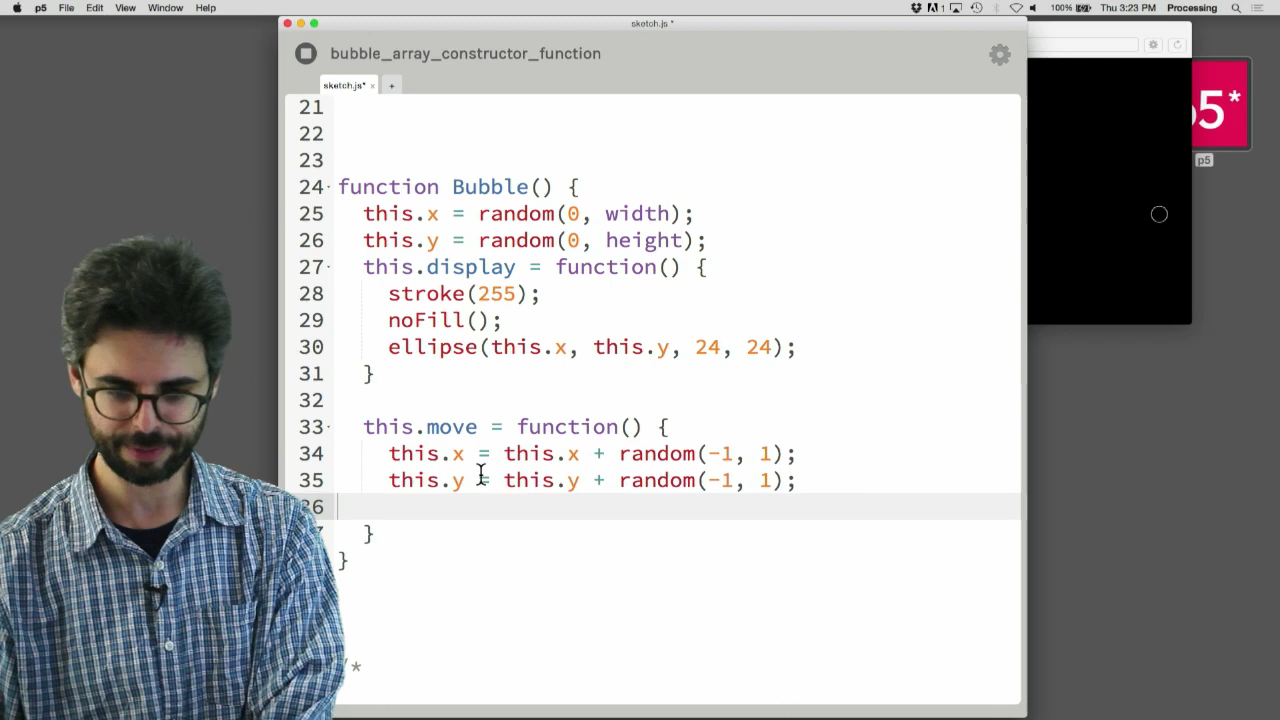 p5 File Edit View Window Help
1 100% Thu 3:23 PM Processing
sketch.js *
bubble_array_constructor_function
sketch.js* × +
21
22
23
24 function Bubble() {
25 this.x = random(0, width);
26 this.y = random(0, height);
27 this.display = function() {
28 stroke(255);
29 noFill();
30 ellipse(this.x, this.y, 24, 24);
31 }
32
33 this.move = function() {
34 this.x = this.x + random(-1, 1);
35 this.y = this.y + random(-1, 1);
26
}
}
/*
p5*
p5